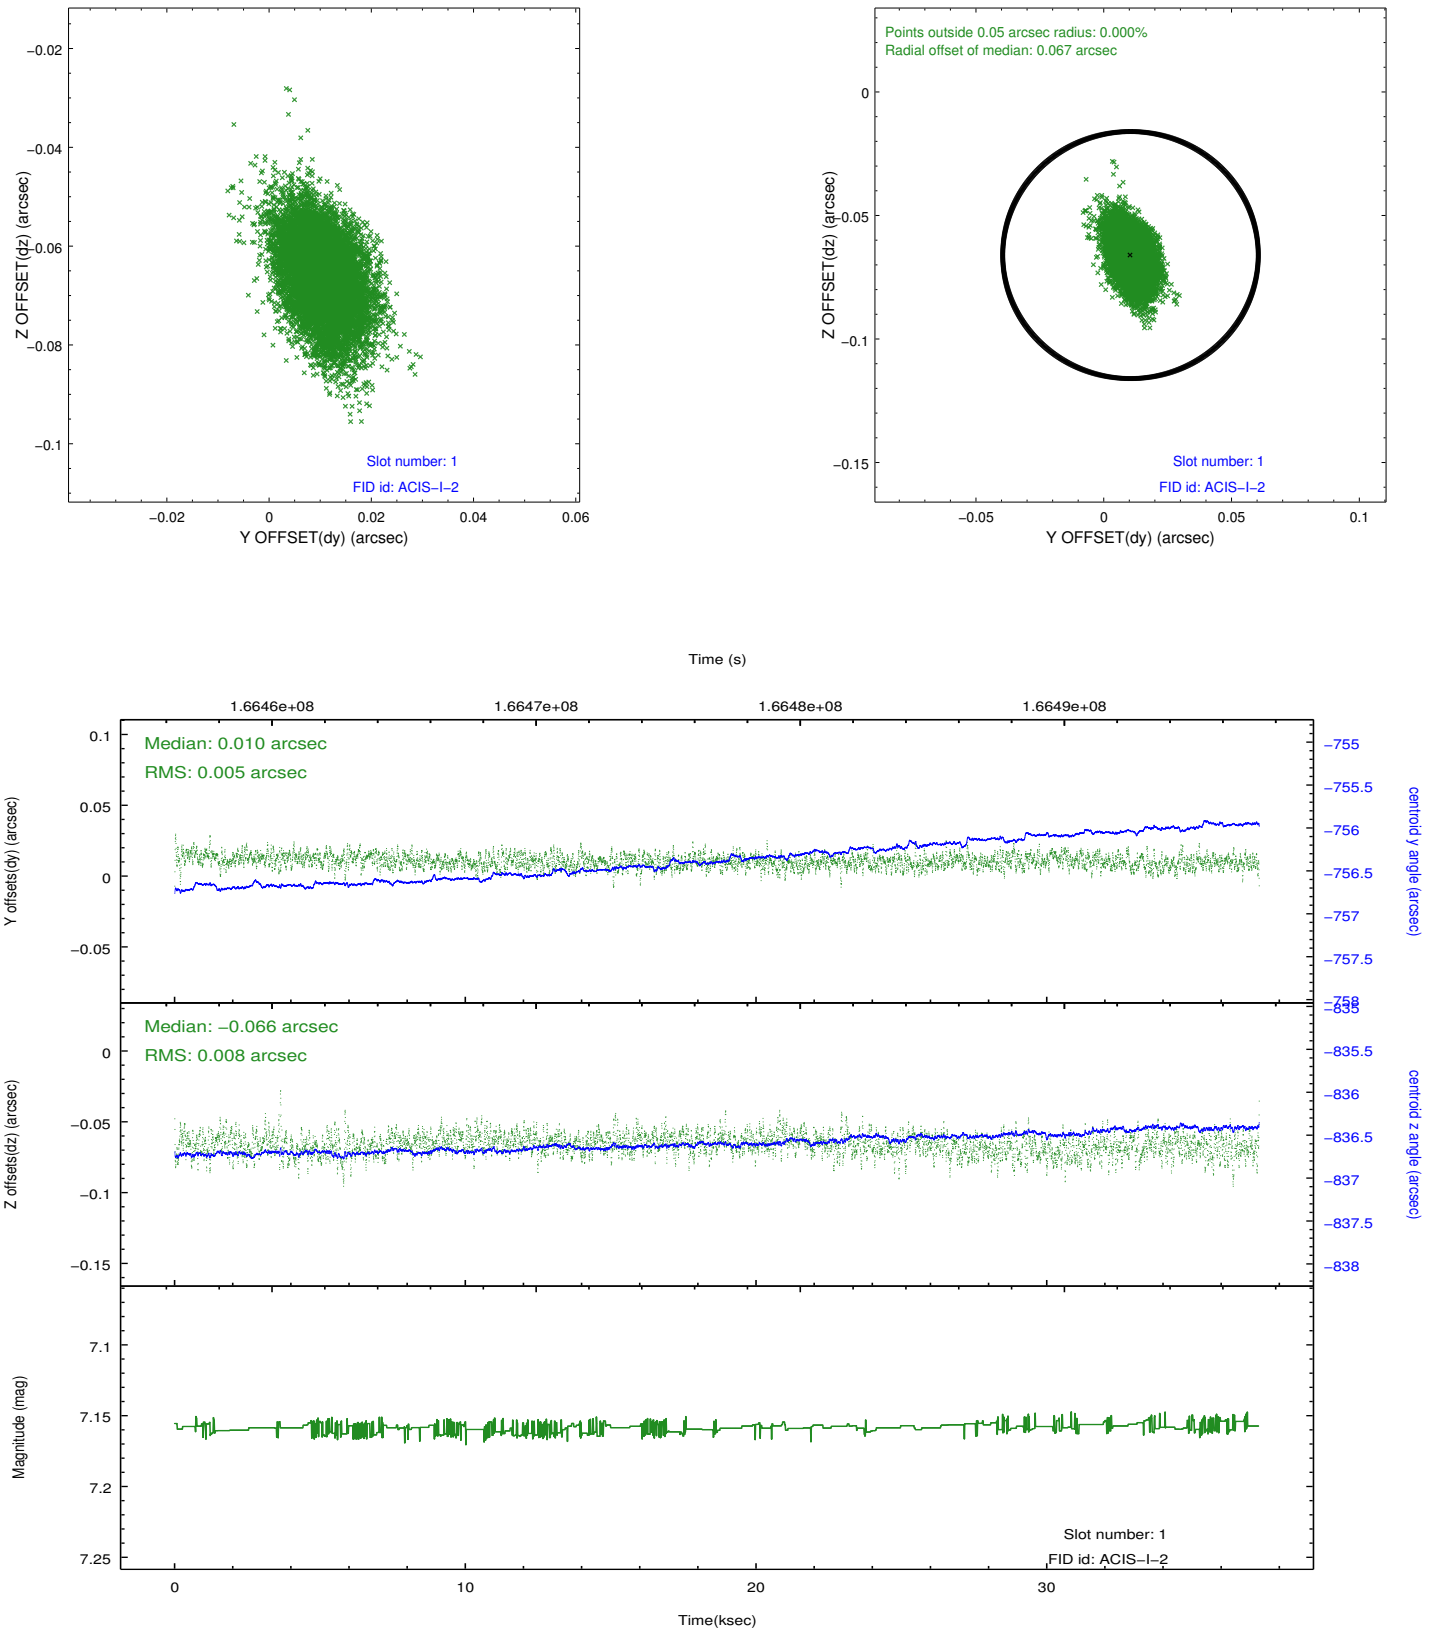 −0.02
−0.04
−0.06
−0.08
−0.1
Z OFFSET(dz) (arcsec)
Slot number: 1
FID id: ACIS−I−2
−0.02 0 0.02 0.04 0.06
Y OFFSET(dy) (arcsec)
Points outside 0.05 arcsec radius: 0.000%
Radial offset of median: 0.067 arcsec
0
−0.05
−0.1
−0.15
Z OFFSET(dz) (arcsec)
Slot number: 1
FID id: ACIS−I−2
−0.05 0 0.05 0.1
Y OFFSET(dy) (arcsec)
Time (s)
1.6646e+08 1.6647e+08 1.6648e+08 1.6649e+08
Median: 0.010 arcsec
RMS: 0.005 arcsec
0.1
0.05
0
−0.05
Y offsets(dy) (arcsec)
−755
−755.5
−756
−756.5
−757
−757.5
−758
centroid y angle (arcsec)
Median: −0.066 arcsec
RMS: 0.008 arcsec
0
−0.05
−0.1
−0.15
Z offsets(dz) (arcsec)
−835
−835.5
−836
−836.5
−837
−837.5
−838
centroid z angle (arcsec)
7.1
7.15
7.2
7.25
Magnitude (mag)
Slot number: 1
FID id: ACIS−I−2
0 10 20 30
Time(ksec)